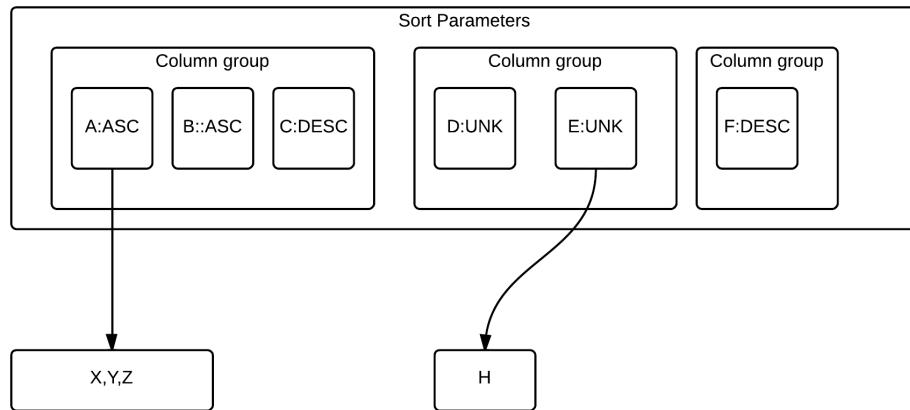 Sort Parameters
Column group
Column group
Column group
A:ASC
B::ASC
C:DESC
D:UNK
E:UNK
F:DESC
X,Y,Z
H